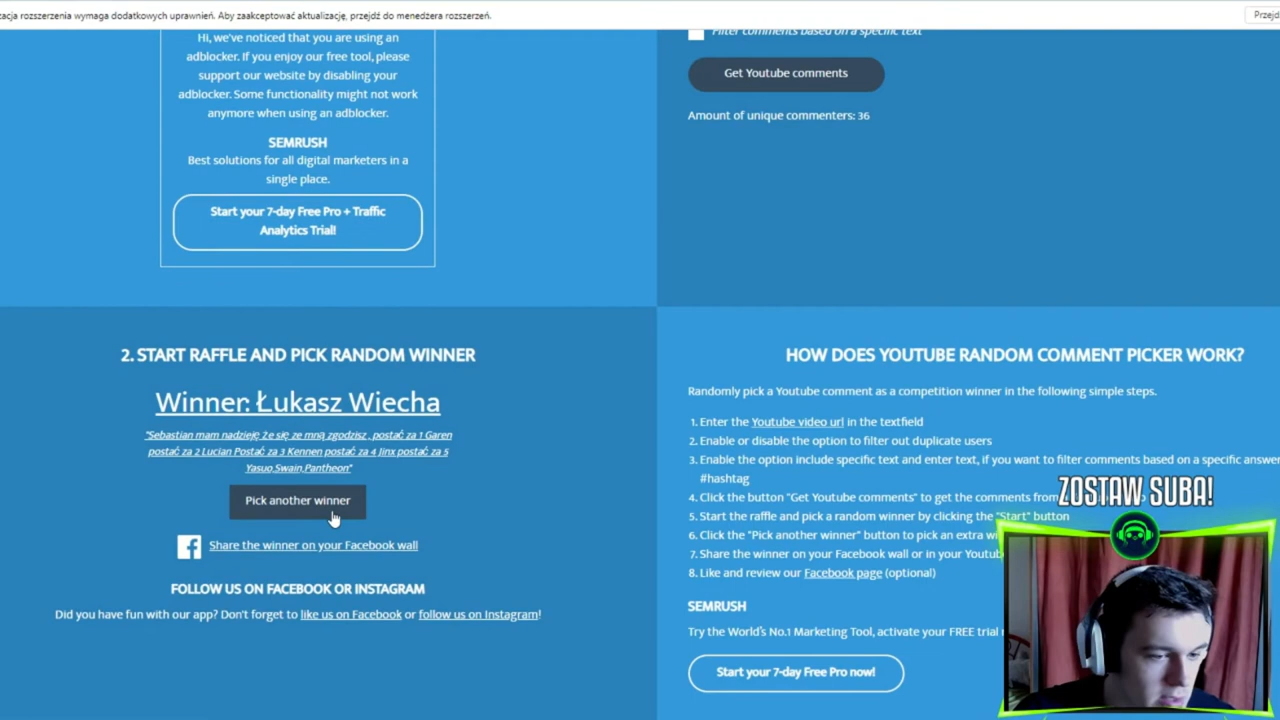 acja rozszerzenia wymaga dodatkowych uprawnień. Aby zaakceptować aktualizację, przejdź do menedżera rozszerzeń.
Przejd
Hi, we've noticed that you are using an
adblocker. If you enjoy our free tool, please
support our website by disabling your
adblocker. Some functionality might not work
anymore when using an adblocker.
SEMRUSH
Best solutions for all digital marketers in a
single place.
Start your 7-day Free Pro + Traffic
Analytics Trial!
Filter comments based on a specific text
Get Youtube comments
Amount of unique commenters: 36
2. START RAFFLE AND PICK RANDOM WINNER
Winner: Łukasz Wiecha
"Sebastian mam nadzieję że się ze mną zgodzisz , postać za 1 Garen
postać za 2 Lucian Postać za 3 Kennen postać za 4 Jinx postać za 5
Yasuo,Swain,Pantheon"
Pick another winner
Share the winner on your Facebook wall
FOLLOW US ON FACEBOOK OR INSTAGRAM
Did you have fun with our app? Don't forget to like us on Facebook or follow us on Instagram!
HOW DOES YOUTUBE RANDOM COMMENT PICKER WORK?
Randomly pick a Youtube comment as a competition winner in the following simple steps.
1. Enter the Youtube video url in the textfield
2. Enable or disable the option to filter out duplicate users
3. Enable the option include specific text and enter text, if you want to filter comments based on a specific answer
#hashtag
4. Click the button "Get Youtube comments" to get the comments from
5. Start the raffle and pick a random winner by clicking the "Start" button
6. Click the "Pick another winner" button to pick an extra wi
7. Share the winner on your Facebook wall or in your Youtub
8. Like and review our Facebook page (optional)
SEMRUSH
Try the World's No.1 Marketing Tool, activate your FREE trial
Start your 7-day Free Pro now!
ZOSTAW SUBA!